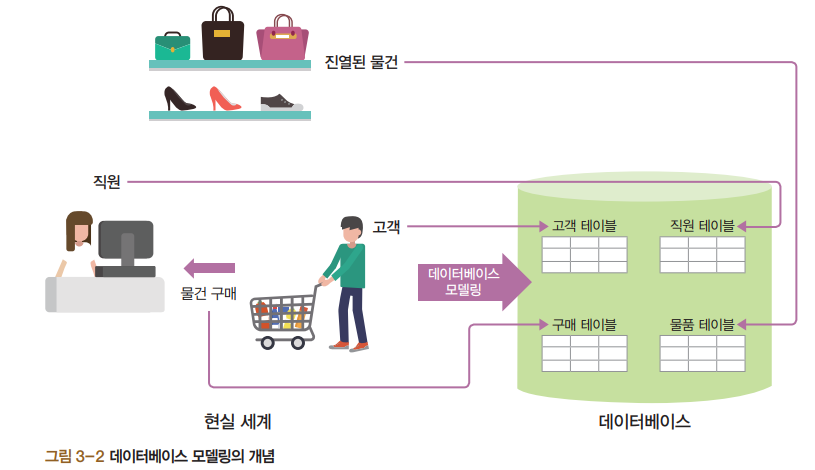 진열된 물건
직원
고객
고객 테이블
직원 테이블
데이터베이스
모델링
물건 구매
구매 테이블
물품 테이블
현실 세계
데이터베이스
그림 3-2 데이터베이스 모델링의 개념